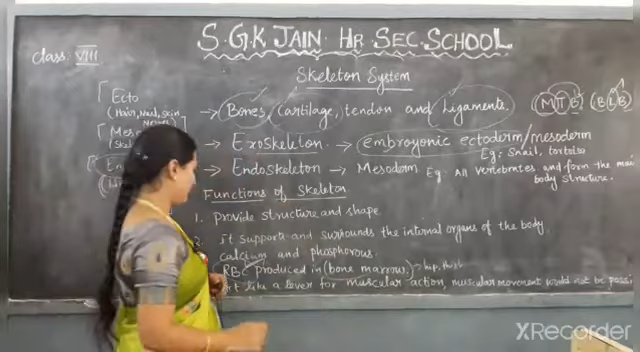 S.G.K JAIN HR. SEC. SCHOOL
Class: VIII
Skeleton System
Ecto
(Hair, Nail, Skin
→ Bones, Cartilage, tendon and Ligaments. (MTB) (BLB)
→ Exoskeleton → embroyonic ectoderm/mesoderm
Eg: Snail, tortoise
→ Endoskeleton → Mesoderm Eg: All vertebrates and form the mai
body structure.
Functions of Skeleton
1. Provide structure and shape
2. It supports and surrounds the internal organs of the body.
Calcium and phosphorous.
RBC produced in (bone marrow)
like a lever for muscular action, muscular movement would not be possi
XRecorder